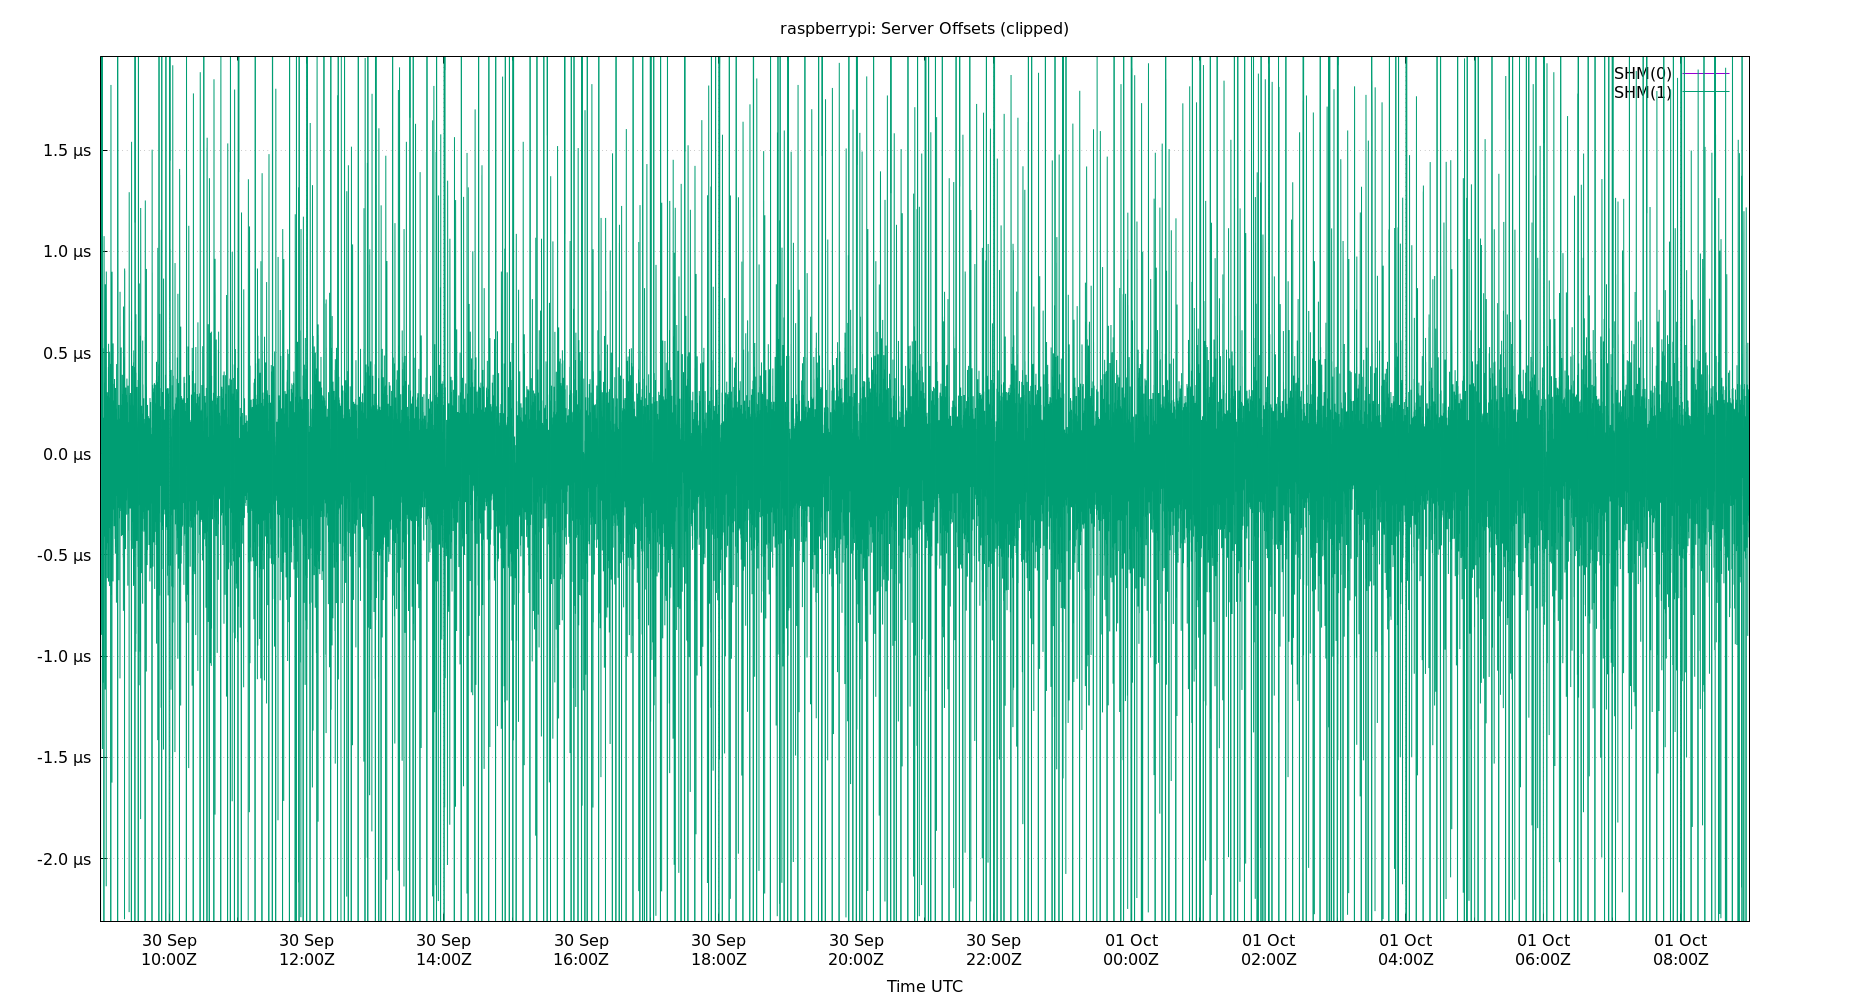 raspberrypi: Server Offsets (clipped)
SHM(0)
SHM(1)
1.5 µs
1.0 µs
0.5 µs
0.0 µs
-0.5 µs
-1.0 µs
-1.5 µs
-2.0 µs
30 Sep 30 Sep 30 Sep 30 Sep 30 Sep 30 Sep 30 Sep 01 Oct 01 Oct 01 Oct 01 Oct 01 Oct
10:00Z 12:00Z 14:00Z 16:00Z 18:00Z 20:00Z 22:00Z 00:00Z 02:00Z 04:00Z 06:00Z 08:00Z
Time UTC